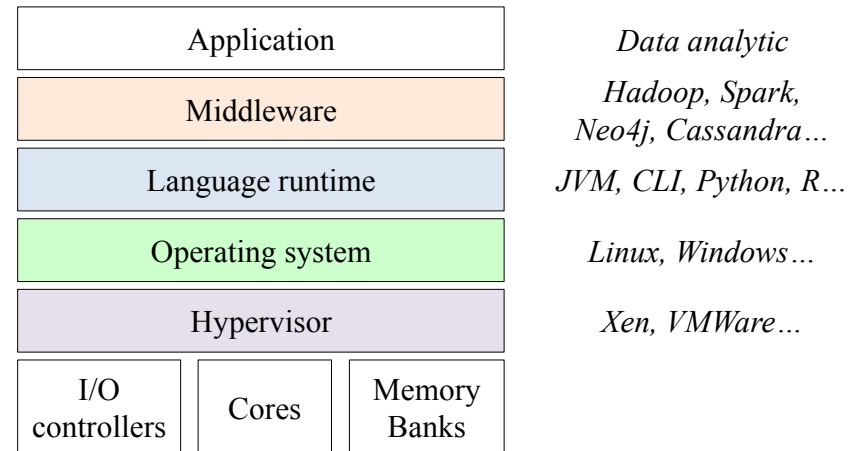 Application
Data analytic
Middleware
Hadoop, Spark,
Neo4j, Cassandra…
Language runtime
JVM, CLI, Python, R…
Operating system
Linux, Windows…
Hypervisor
Xen, VMWare…
I/O
controllers
Cores
Memory
Banks